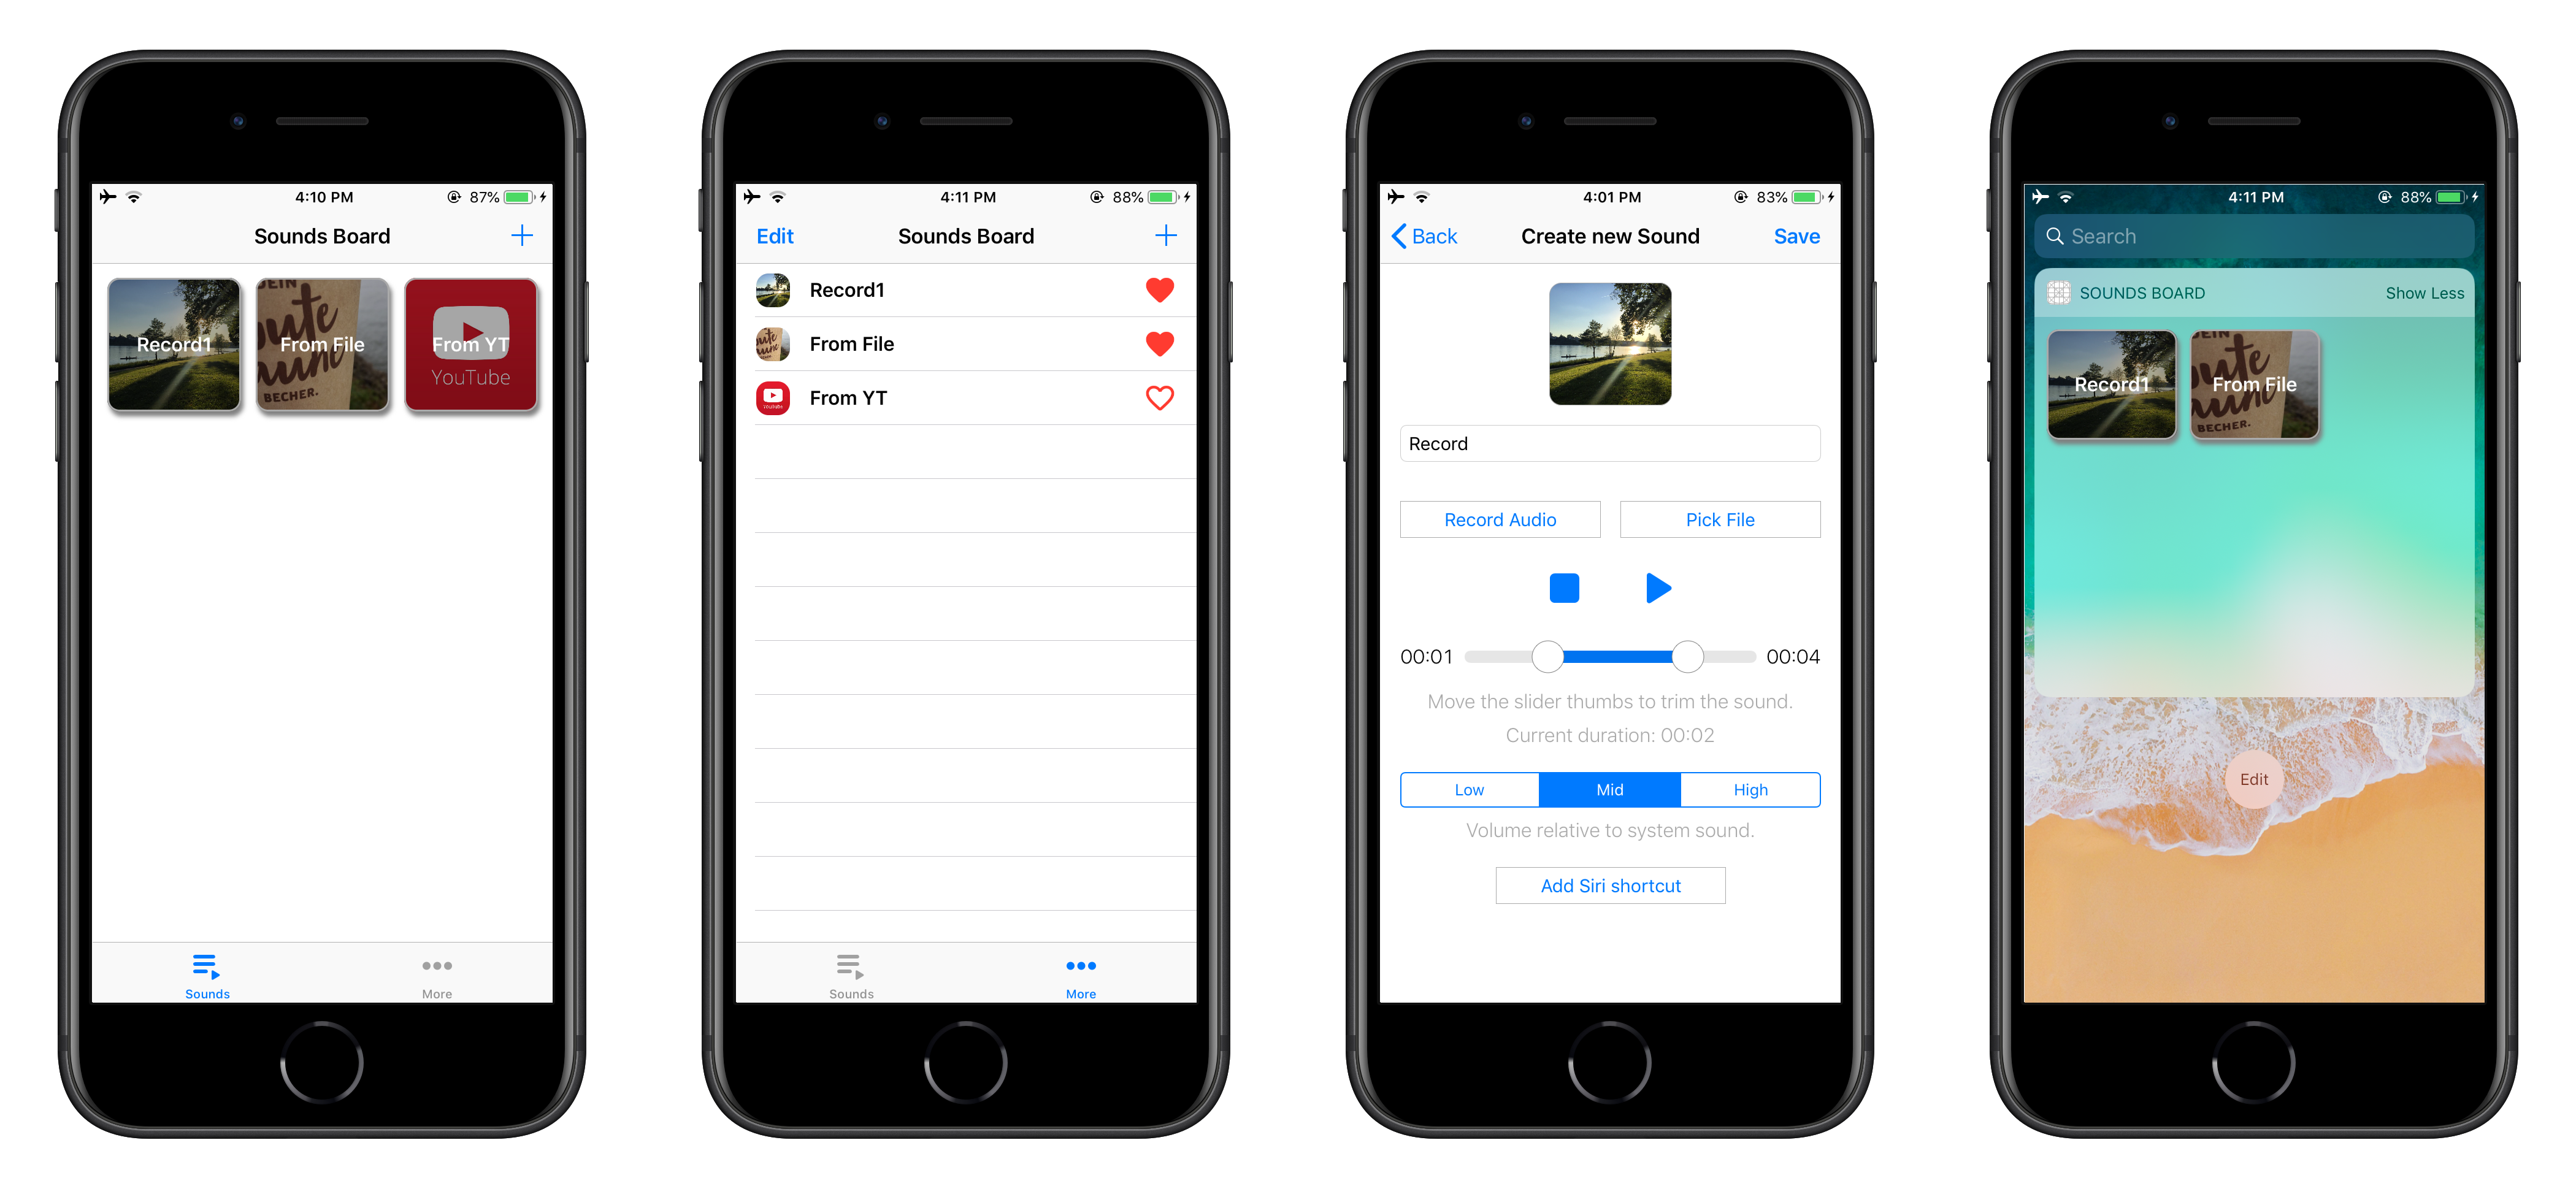 4:10 PM 87%
Sounds Board
Record1 From File From YT
YouTube
BECHER.
Sounds More
4:11 PM 88%
Edit Sounds Board
Record1
From File
From YT
Sounds More
4:01 PM 83%
Back Create new Sound Save
Record
Record Audio Pick File
00:01 00:04
Move the slider thumbs to trim the sound.
Current duration: 00:02
Low Mid High
Volume relative to system sound.
Add Siri shortcut
4:11 PM 88%
Search
SOUNDS BOARD Show Less
Record1 From File
BECHER.
Edit